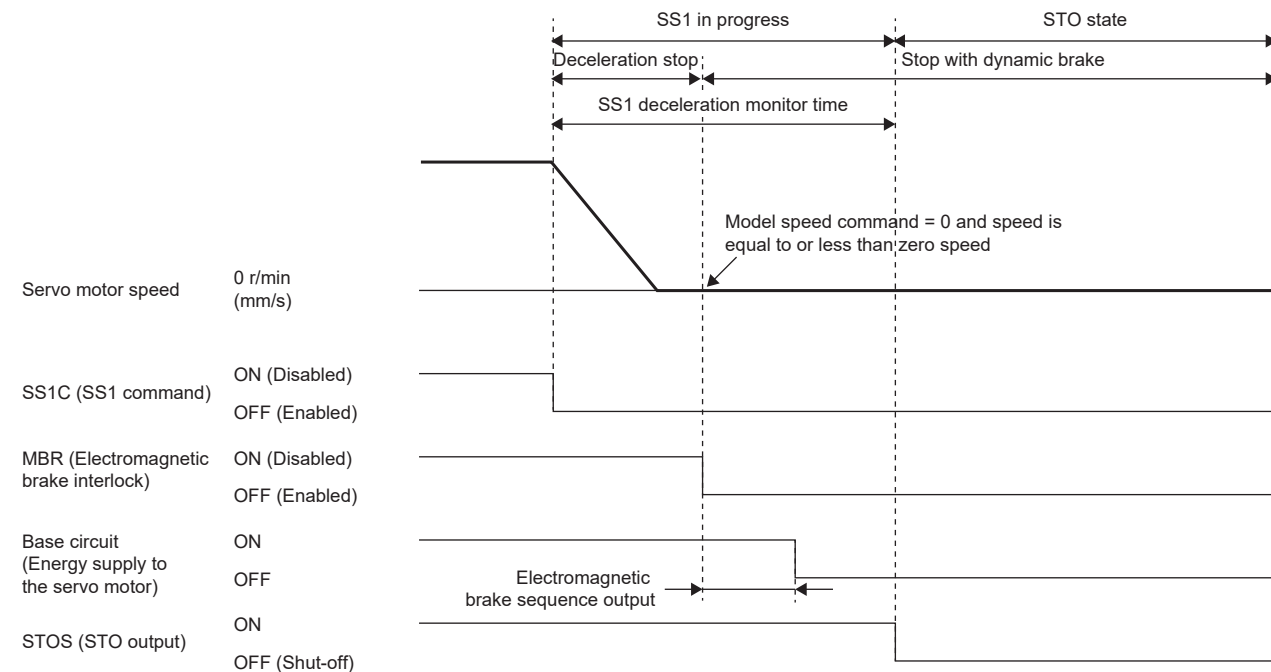 SS1 in progress
STO state
Deceleration stop
Stop with dynamic brake
SS1 deceleration monitor time
Model speed command = 0 and speed is
equal to or less than zero speed
Servo motor speed
0 r/min
(mm/s)
SS1C (SS1 command)
ON (Disabled)
OFF (Enabled)
MBR (Electromagnetic
brake interlock)
ON (Disabled)
OFF (Enabled)
Base circuit
(Energy supply to
the servo motor)
ON
OFF
Electromagnetic
brake sequence output
STOS (STO output)
ON
OFF (Shut-off)